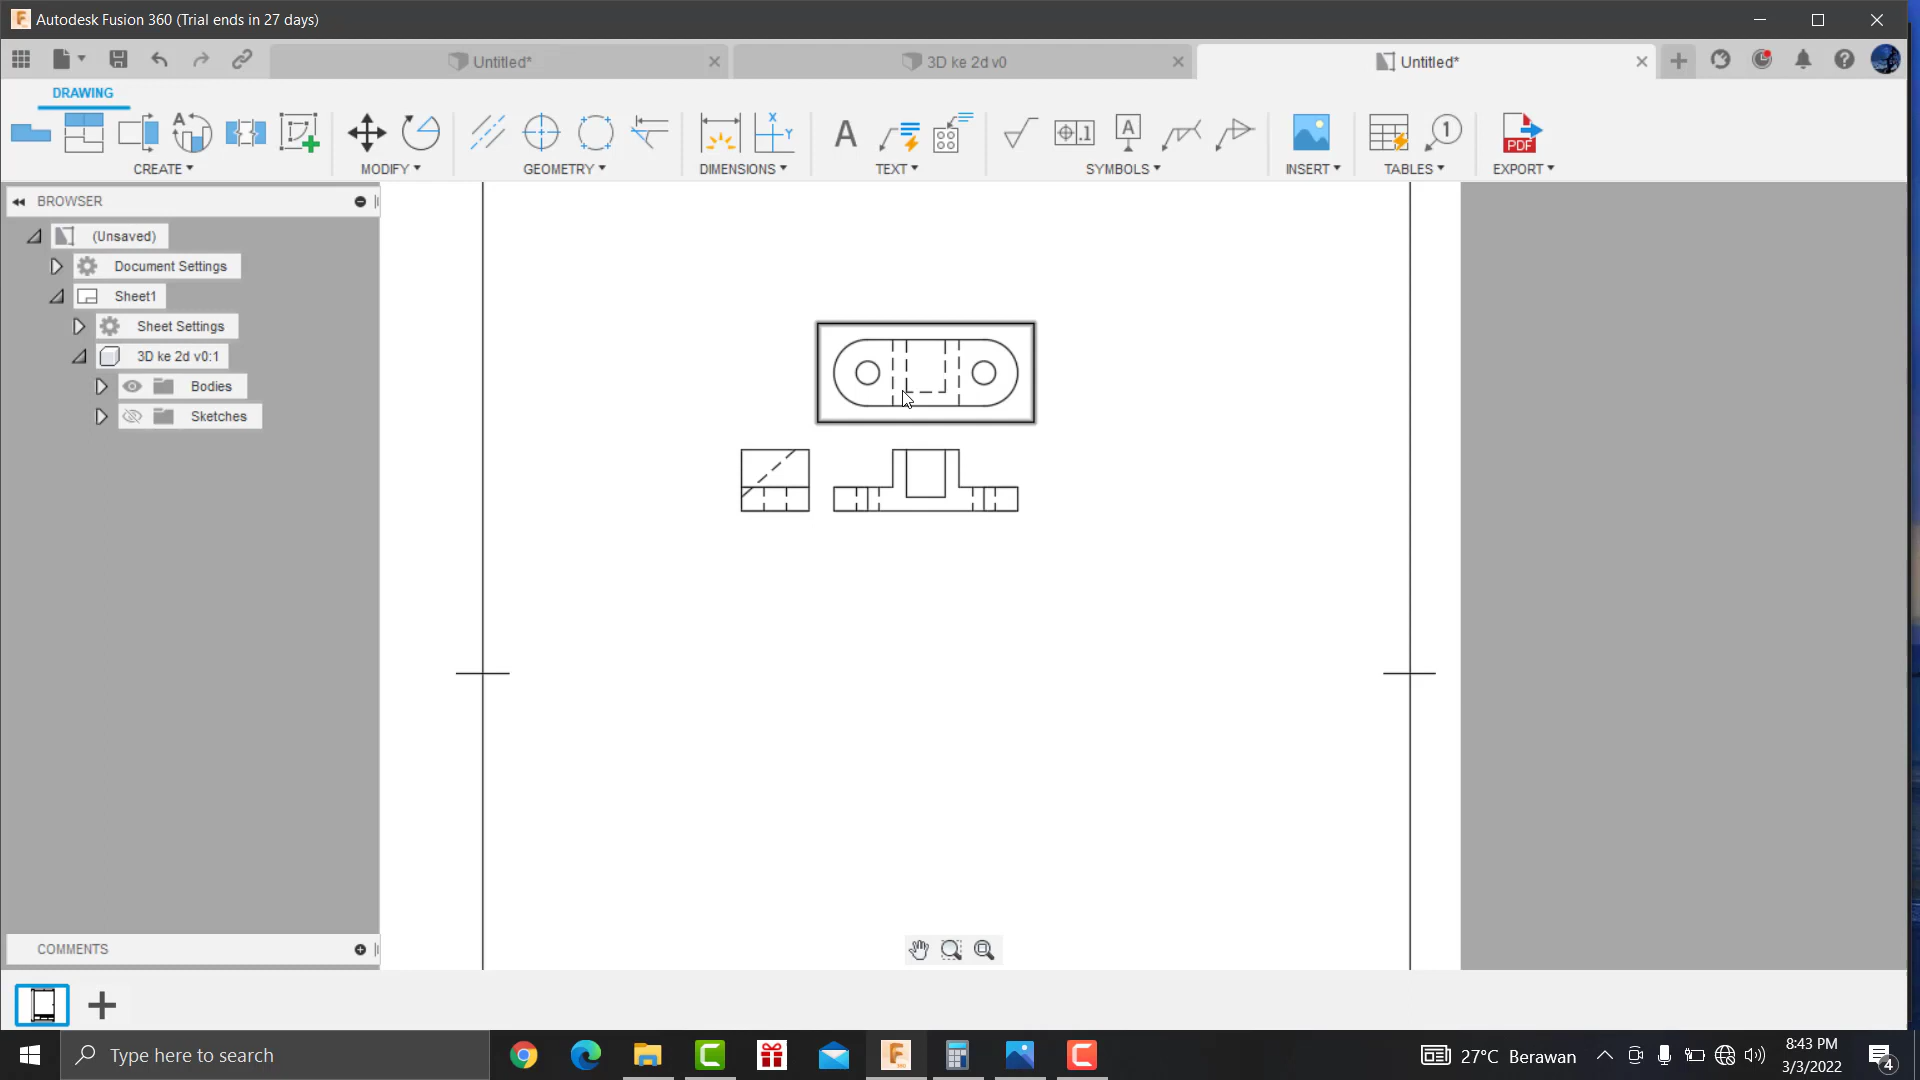 Autodesk Fusion 360 (Trial ends in 27 days)
Untitled*
3D ke 2d v0
Untitled*
DRAWING
CREATE
MODIFY
GEOMETRY
DIMENSIONS
TEXT
SYMBOLS
INSERT
TABLES
EXPORT
BROWSER
(Unsaved)
Document Settings
Sheet1
Sheet Settings
3D ke 2d v0:1
Bodies
Sketches
COMMENTS
Type here to search
27°C Berawan
8:43 PM
3/3/2022
4